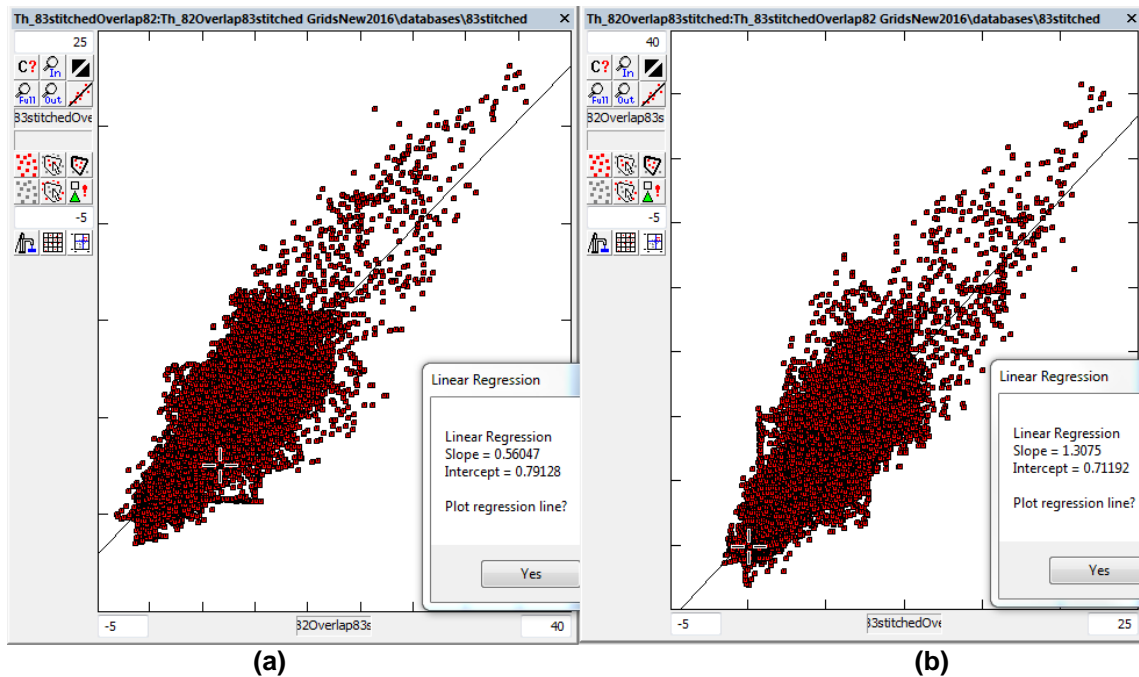 Th_83stitchedOverlap82:Th_82Overlap83stitched GridsNew2016\databases\83stitched ×
25
C? In
Full Out
83stitchedOve
-5
-5
82Overlap83s
40
Linear Regression
Linear Regression
Slope = 0.56047
Intercept = 0.79128
Plot regression line?
Yes
(a)
Th_82Overlap83stitched:Th_83stitchedOverlap82 GridsNew2016\databases\83stitched ×
40
C? In
Full Out
82Overlap83s
-5
-5
83stitchedOve
25
Linear Regression
Linear Regression
Slope = 1.3075
Intercept = 0.71192
Plot regression line?
Yes
(b)